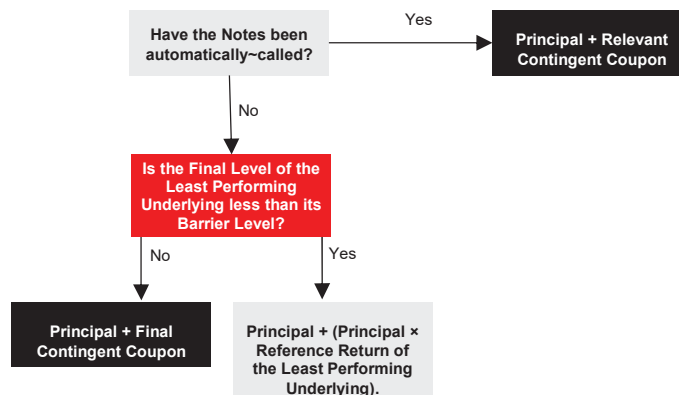 Have the Notes been
automatically~called?
Yes
Principal + Relevant
Contingent Coupon
No
Is the Final Level of the
Least Performing
Underlying less than its
Barrier Level?
No
Yes
Principal + Final
Contingent Coupon
Principal + (Principal ×
Reference Return of
the Least Performing
Underlying).